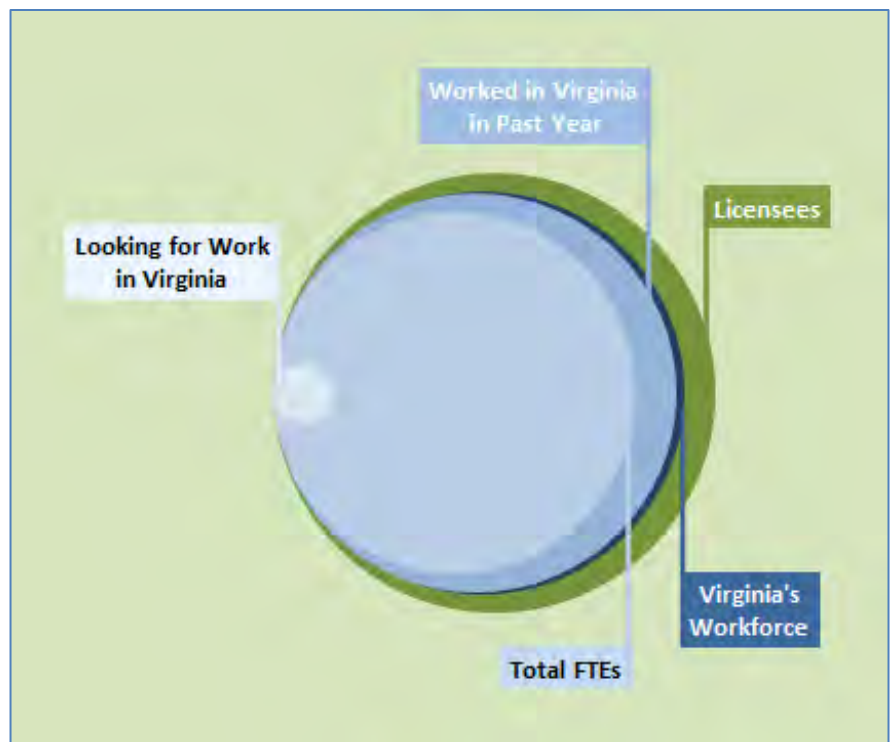 Worked in Virginia
in Past Year
Licensees
Looking for Work
in Virginia
Virginia's
Workforce
Total FTEs